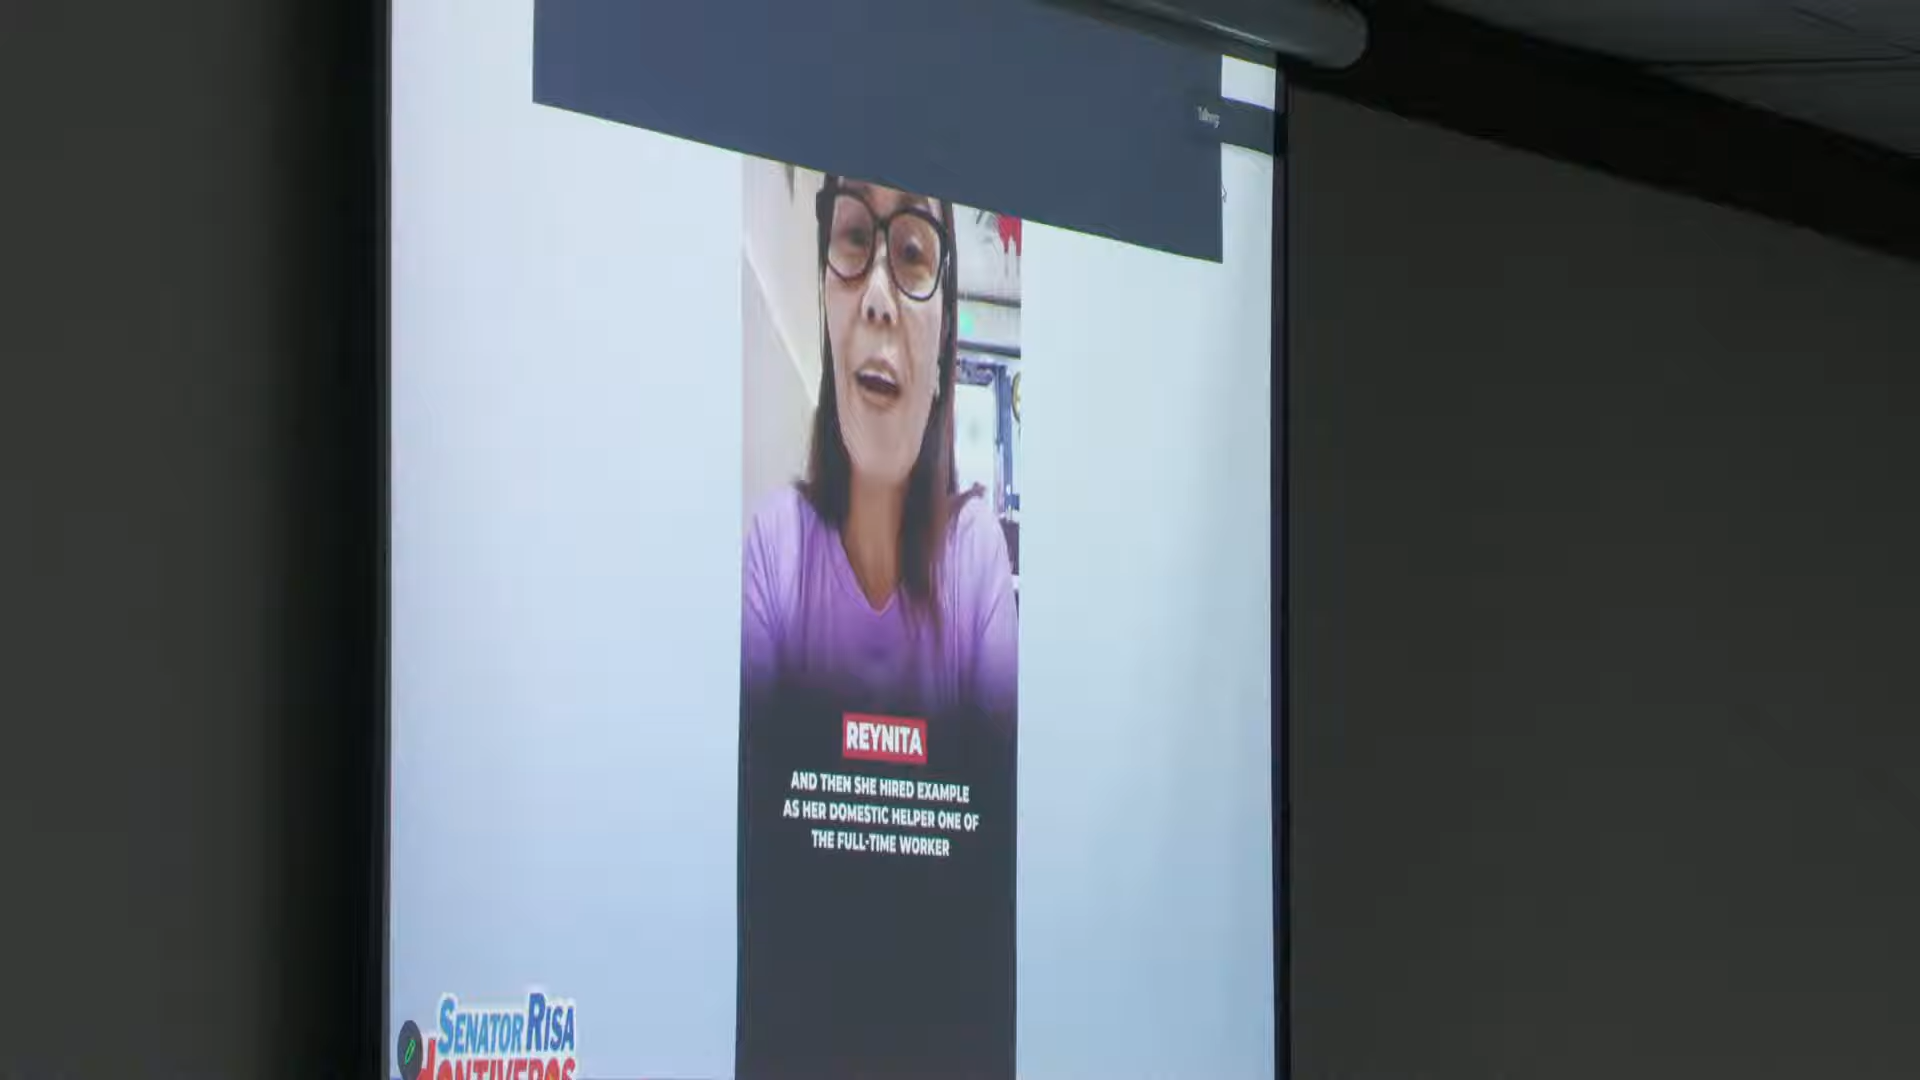 Talking:
REYNITA
AND THEN SHE HIRED EXAMPLE
AS HER DOMESTIC HELPER ONE OF
THE FULL-TIME WORKER
SENATOR RISA
HONTIVEROS